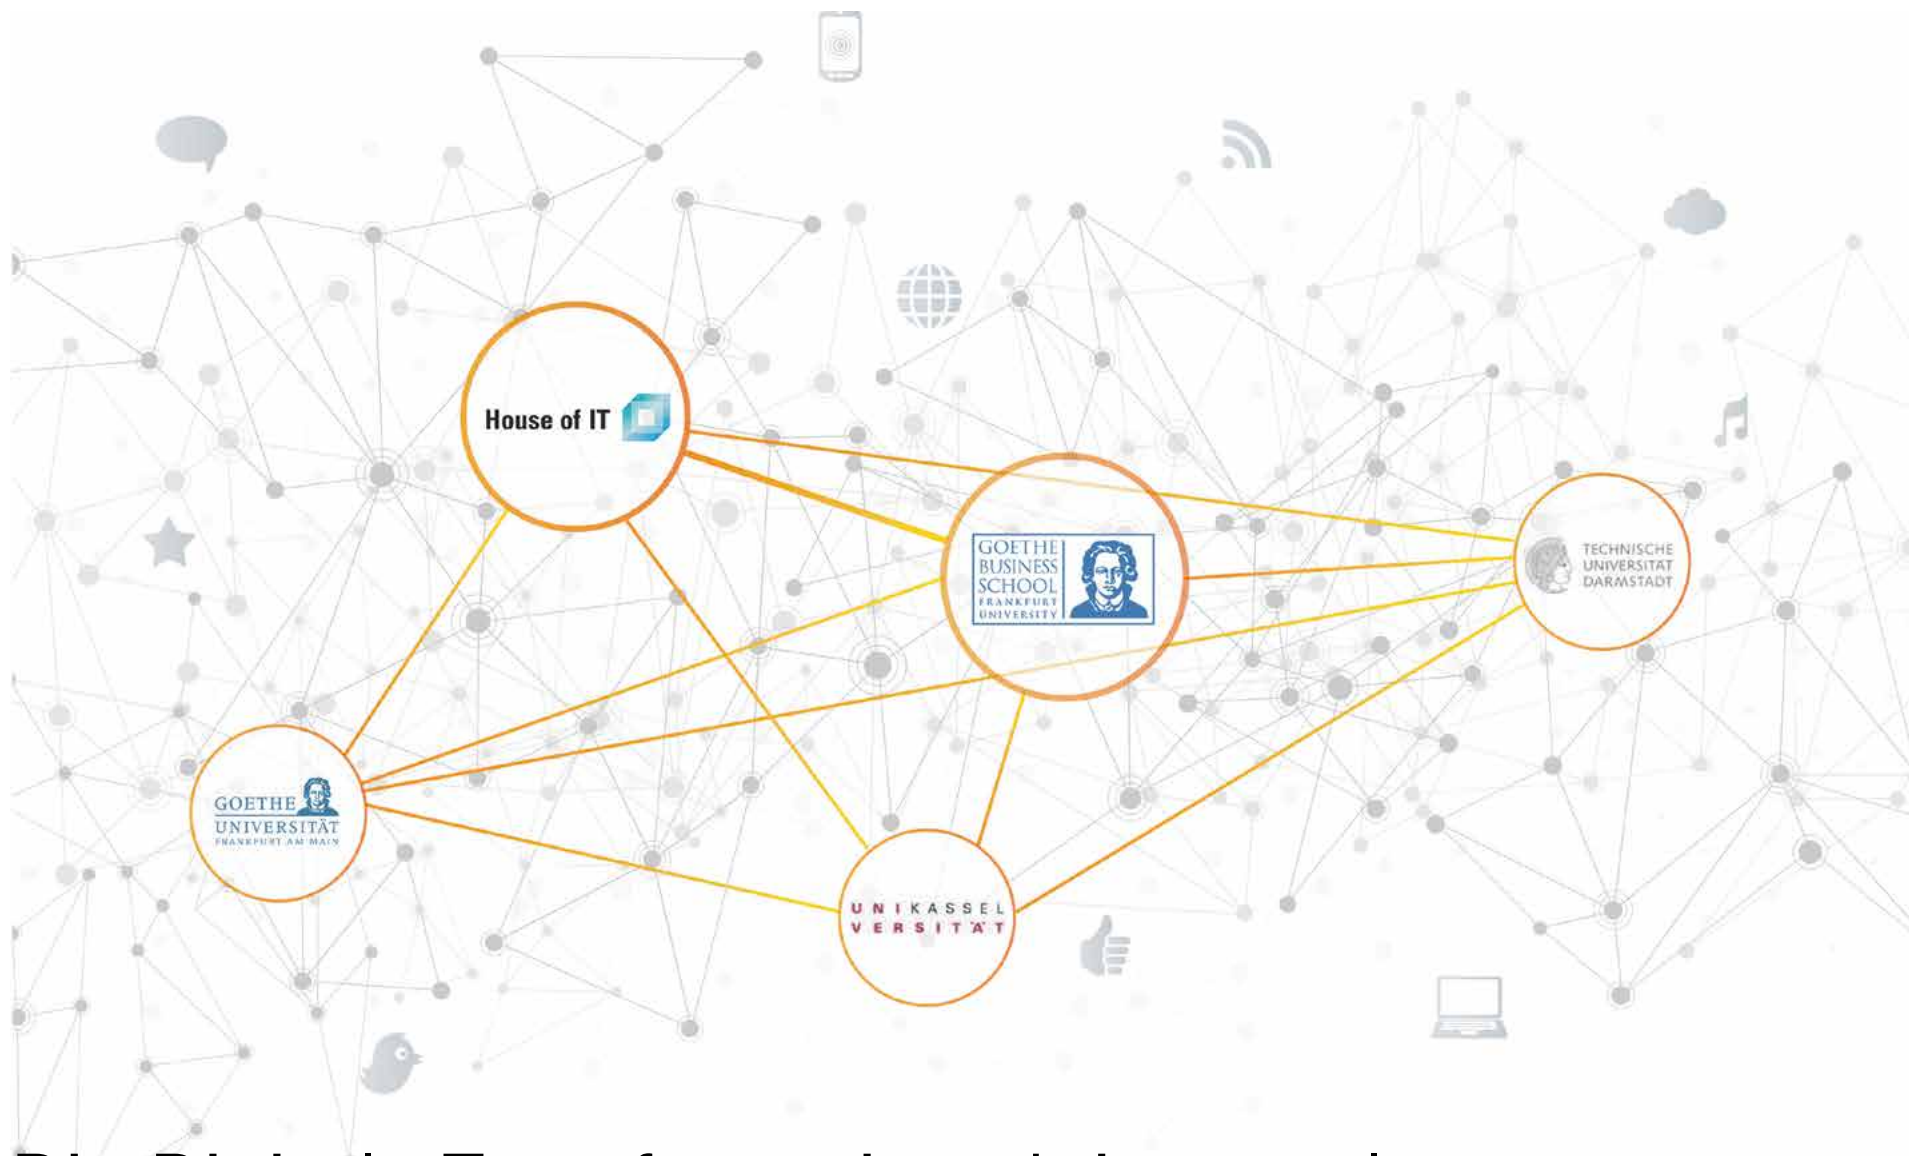 House of IT
GOETHE
BUSINESS
SCHOOL
FRANKFURT
UNIVERSITY
TECHNISCHE
UNIVERSITÄT
DARMSTADT
GOETHE
UNIVERSITÄT
FRANKFURT AM MAIN
UNIKASSEL
VERSITÄT